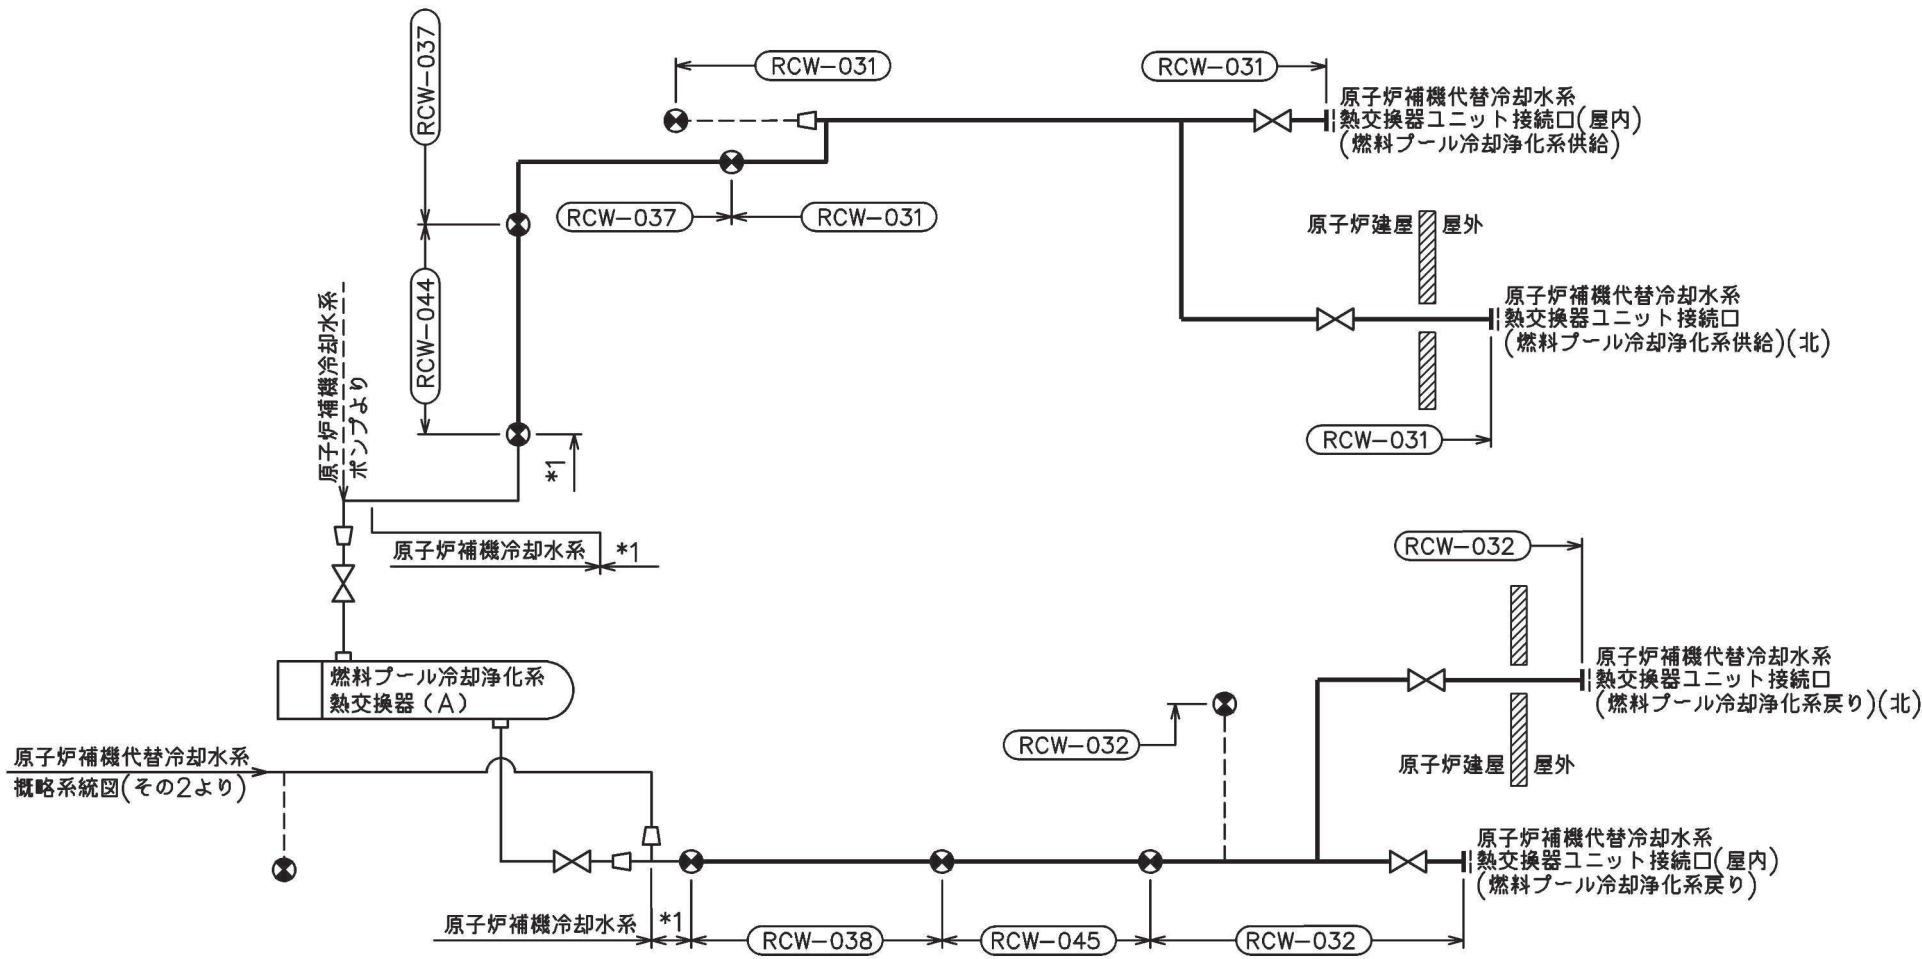 RCW-037
RCW-031
RCW-031
原子炉補機代替冷却水系
熱交換器ユニット接続口(屋内)
(燃料プール冷却浄化系供給)
RCW-037
RCW-031
原子炉建屋
屋外
RCW-044
原子炉補機冷却水系
ポンプより
原子炉補機代替冷却水系
熱交換器ユニット接続口
(燃料プール冷却浄化系供給)(北)
RCW-031
*1
原子炉補機冷却水系
*1
RCW-032
燃料プール冷却浄化系
熱交換器(A)
原子炉補機代替冷却水系
熱交換器ユニット接続口
(燃料プール冷却浄化系戻り)(北)
RCW-032
原子炉建屋
屋外
原子炉補機代替冷却水系
概略系統図(その2より)
原子炉補機代替冷却水系
熱交換器ユニット接続口(屋内)
(燃料プール冷却浄化系戻り)
原子炉補機冷却水系
*1
RCW-038
RCW-045
RCW-032